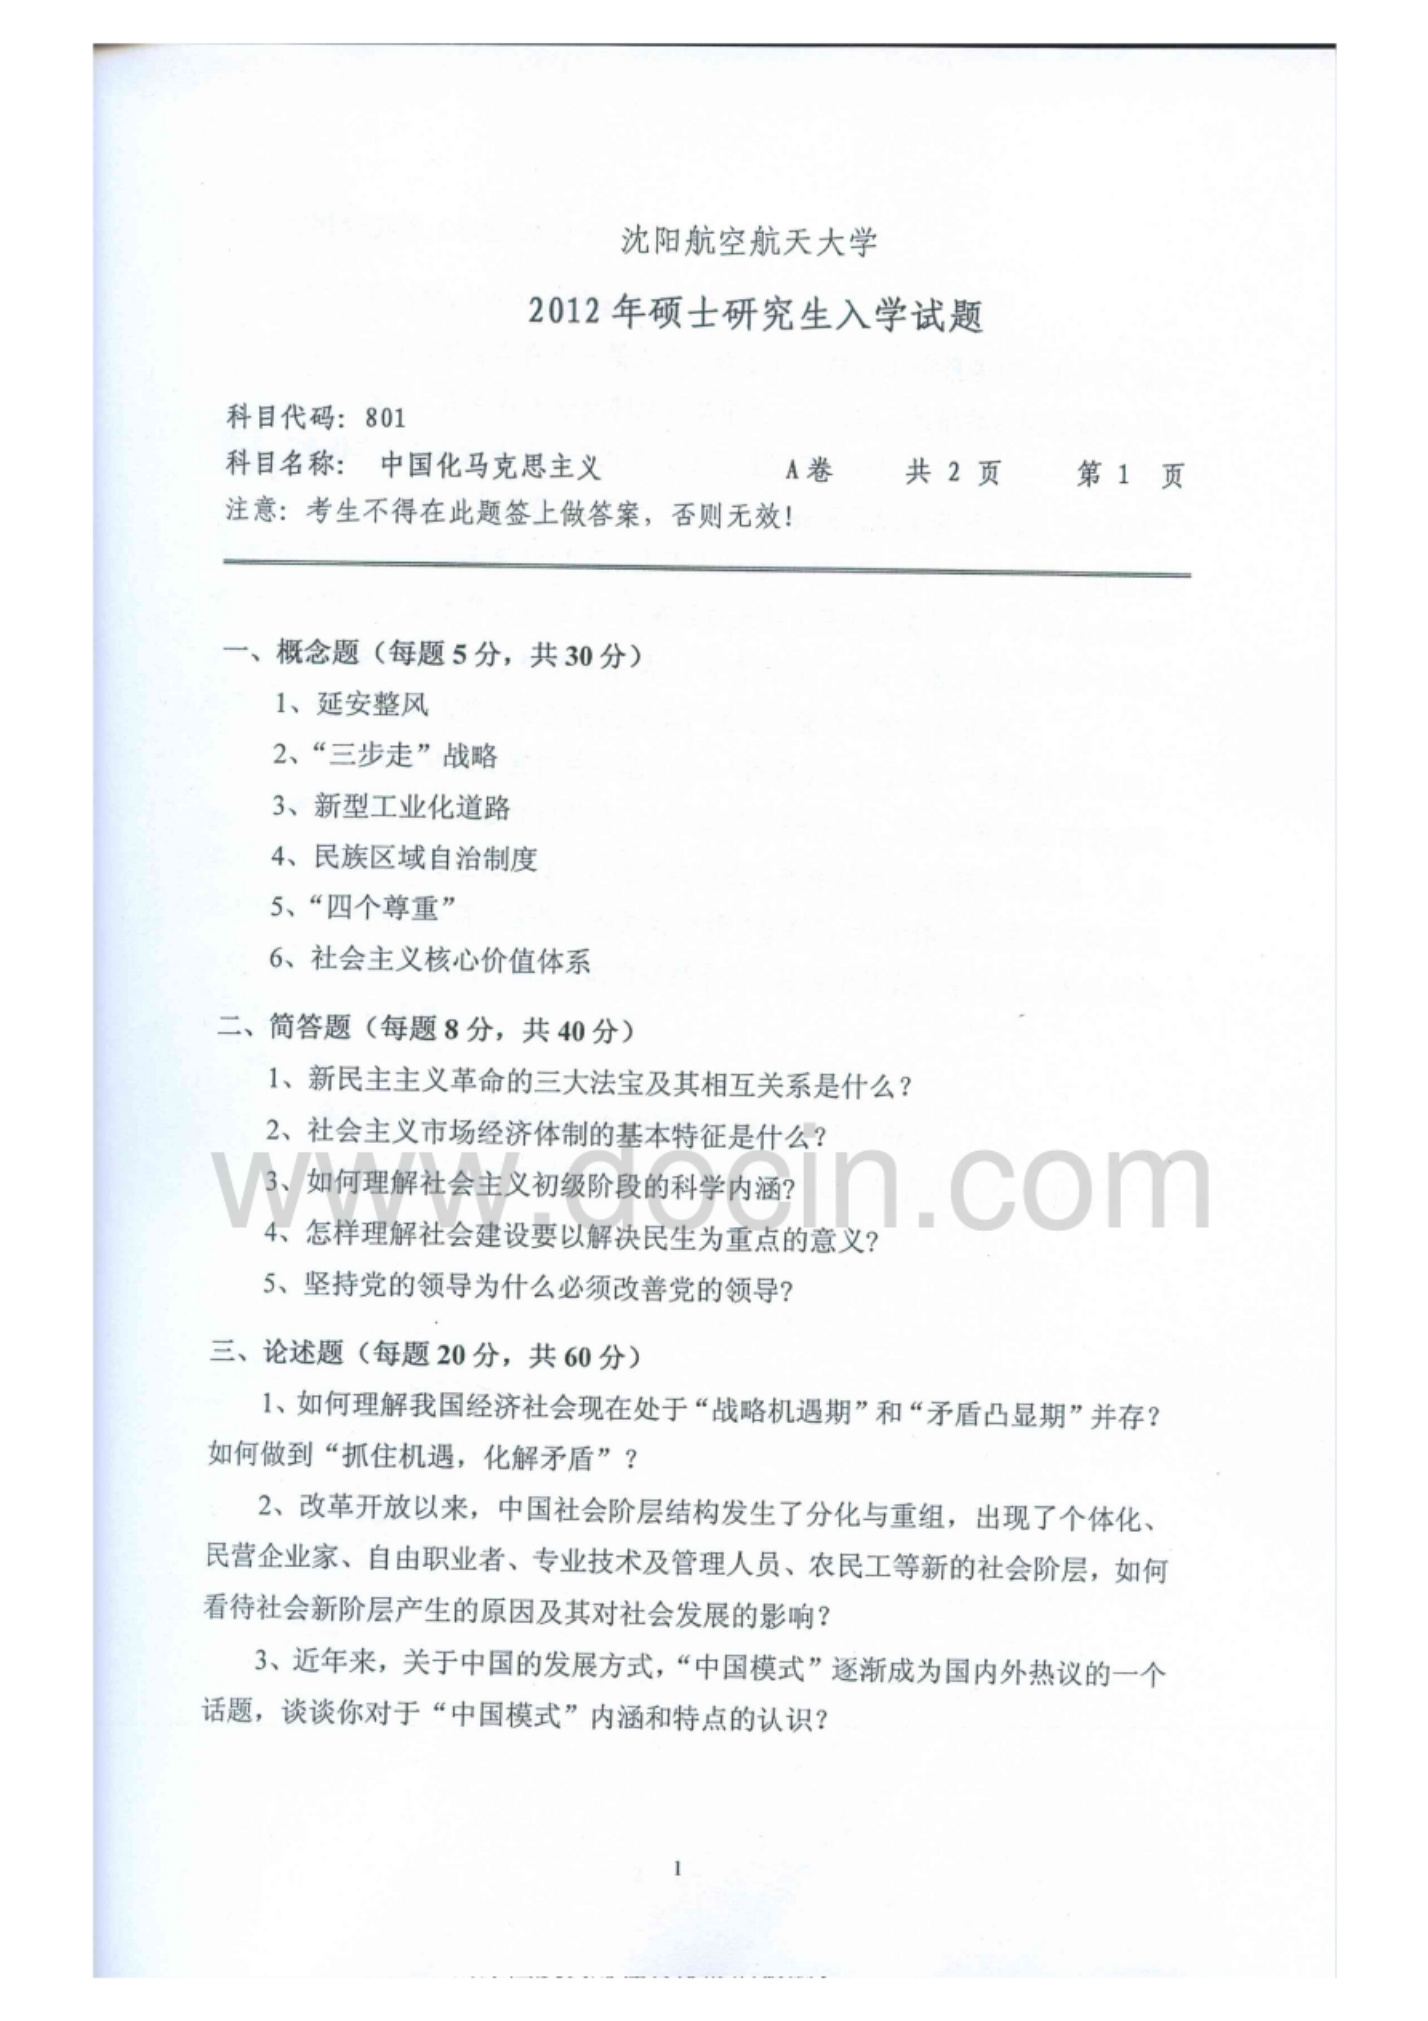 沈阳航空航天大学
2012年硕士研究生入学试题
科目代码：801
科目名称： 中国化马克思主义 A卷 共 2 页 第 1 页
注意：考生不得在此题签上做答案，否则无效！
一、概念题（每题5分，共30分）
1、延安整风
2、“三步走”战略
3、新型工业化道路
4、民族区域自治制度
5、“四个尊重”
6、社会主义核心价值体系
二、简答题（每题8分，共40分）
1、新民主主义革命的三大法宝及其相互关系是什么？
2、社会主义市场经济体制的基本特征是什么？
www.docin.com
3、如何理解社会主义初级阶段的科学内涵？
4、怎样理解社会建设要以解决民生为重点的意义？
5、坚持党的领导为什么必须改善党的领导？
三、论述题（每题20分，共60分）
1、如何理解我国经济社会现在处于“战略机遇期”和“矛盾凸显期”并存？
如何做到“抓住机遇，化解矛盾”？
2、改革开放以来，中国社会阶层结构发生了分化与重组，出现了个体化、
民营企业家、自由职业者、专业技术及管理人员、农民工等新的社会阶层，如何
看待社会新阶层产生的原因及其对社会发展的影响？
3、近年来，关于中国的发展方式，“中国模式”逐渐成为国内外热议的一个
话题，谈谈你对于“中国模式”内涵和特点的认识？
1